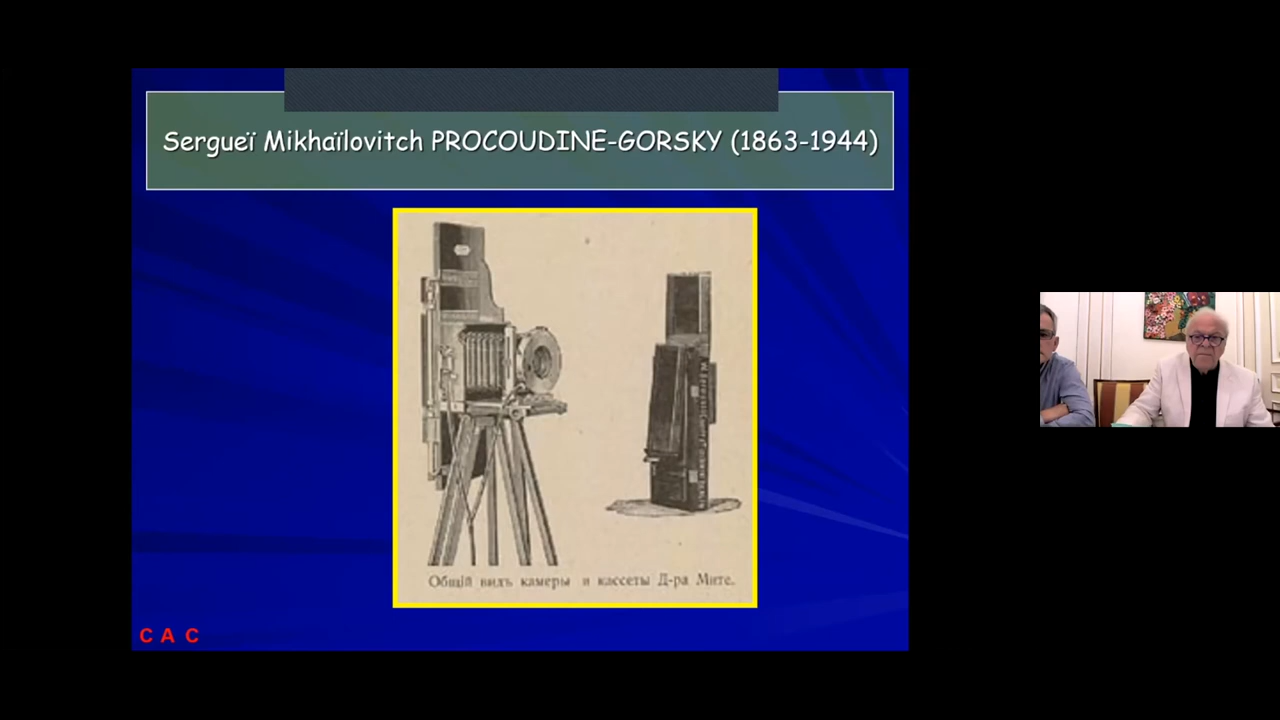 Sergueï Mikhaïlovitch PROCOUDINE-GORSKY (1863-1944)
Общій видъ камеры и кассеты Д-ра Мите.
C A C